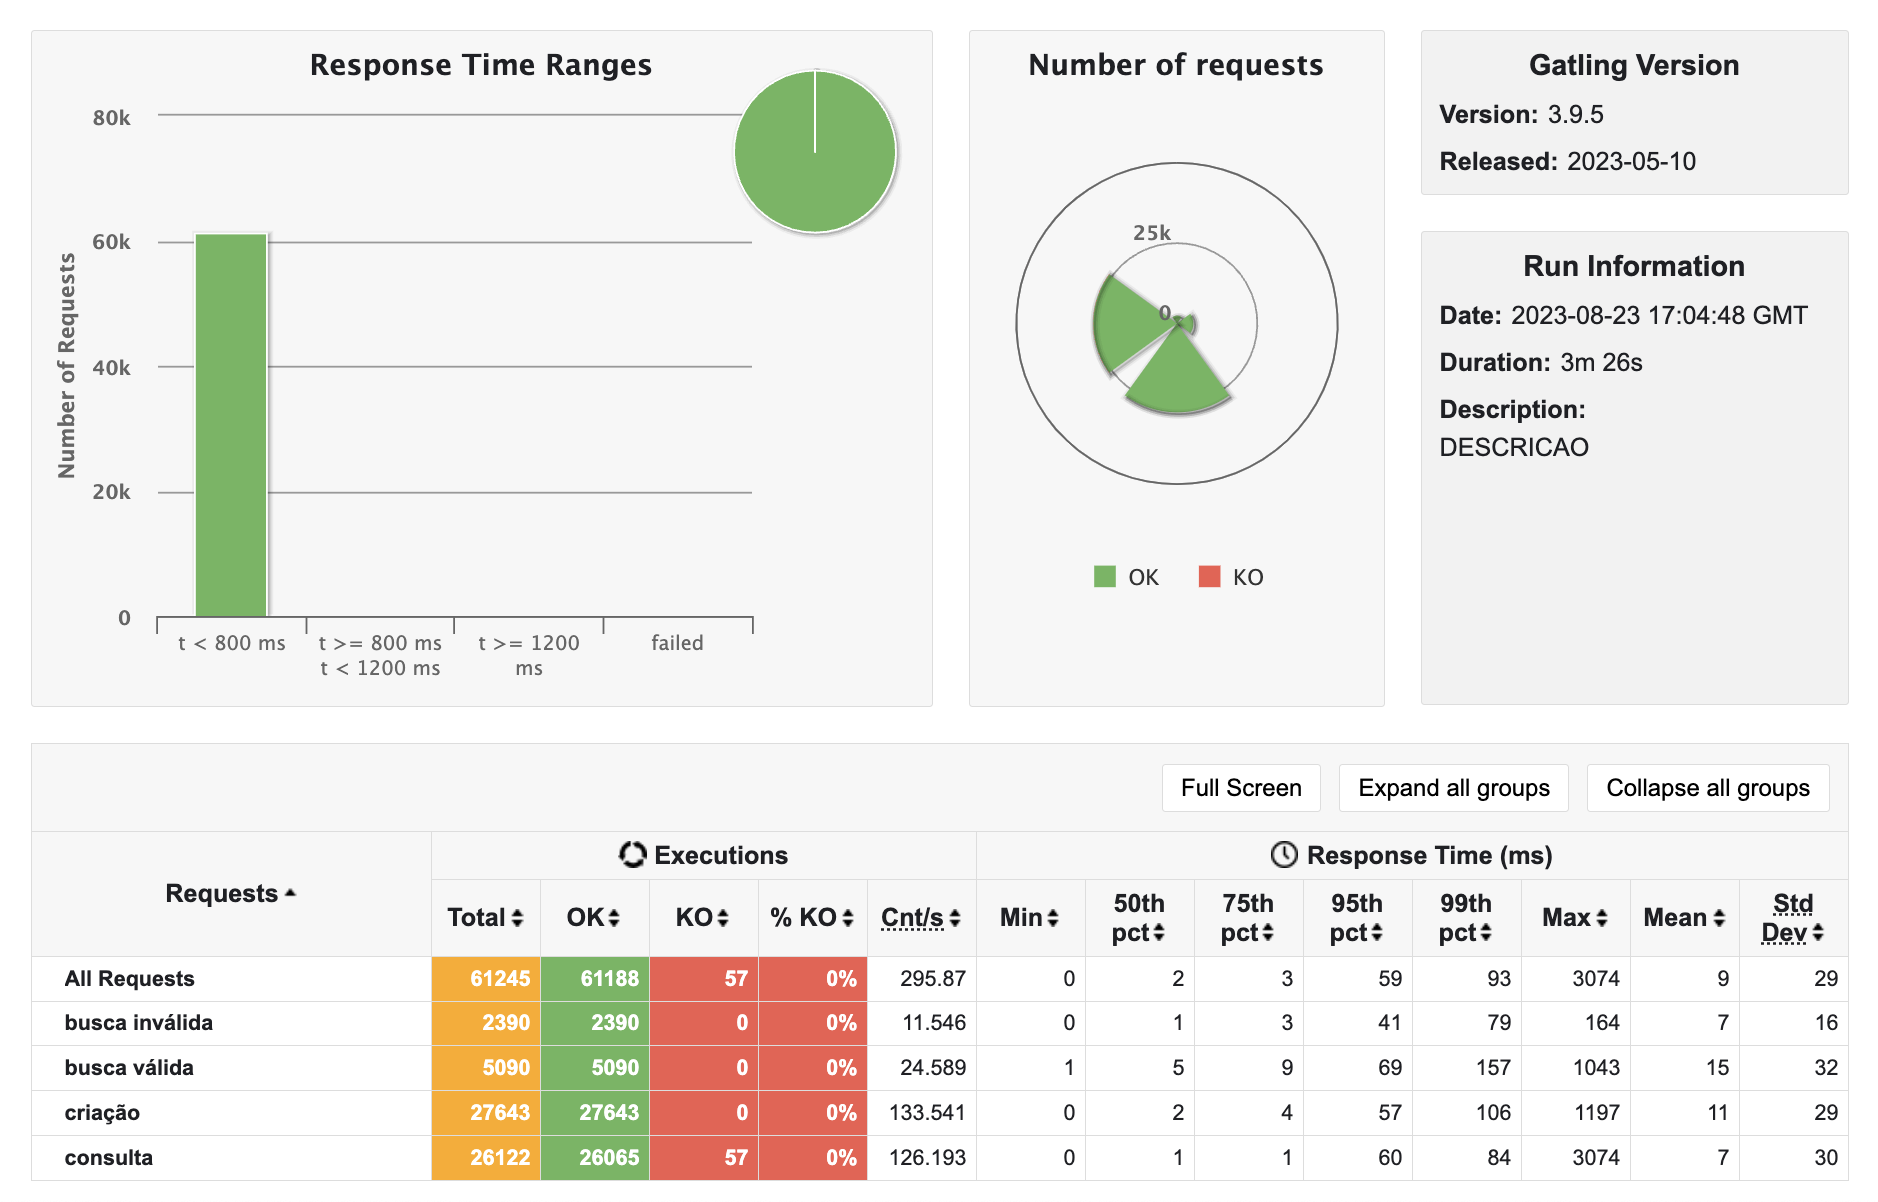 Response Time Ranges
Number of Requests
80k
60k
40k
20k
0
t < 800 ms
t >= 800 ms
t < 1200 ms
t >= 1200
ms
failed
Number of requests
25k
0
OK
KO
Gatling Version
Version: 3.9.5
Released: 2023-05-10
Run Information
Date: 2023-08-23 17:04:48 GMT
Duration: 3m 26s
Description:
DESCRICAO
Full Screen Expand all groups Collapse all groups
Requests Executions Response Time (ms)
Total OK KO % KO Cnt/s Min 50th pct 75th pct 95th pct 99th pct Max Mean Std Dev
All Requests 61245 61188 57 0% 295.87 0 2 3 59 93 3074 9 29
busca inválida 2390 2390 0 0% 11.546 0 1 3 41 79 164 7 16
busca válida 5090 5090 0 0% 24.589 1 5 9 69 157 1043 15 32
criação 27643 27643 0 0% 133.541 0 2 4 57 106 1197 11 29
consulta 26122 26065 57 0% 126.193 0 1 1 60 84 3074 7 30